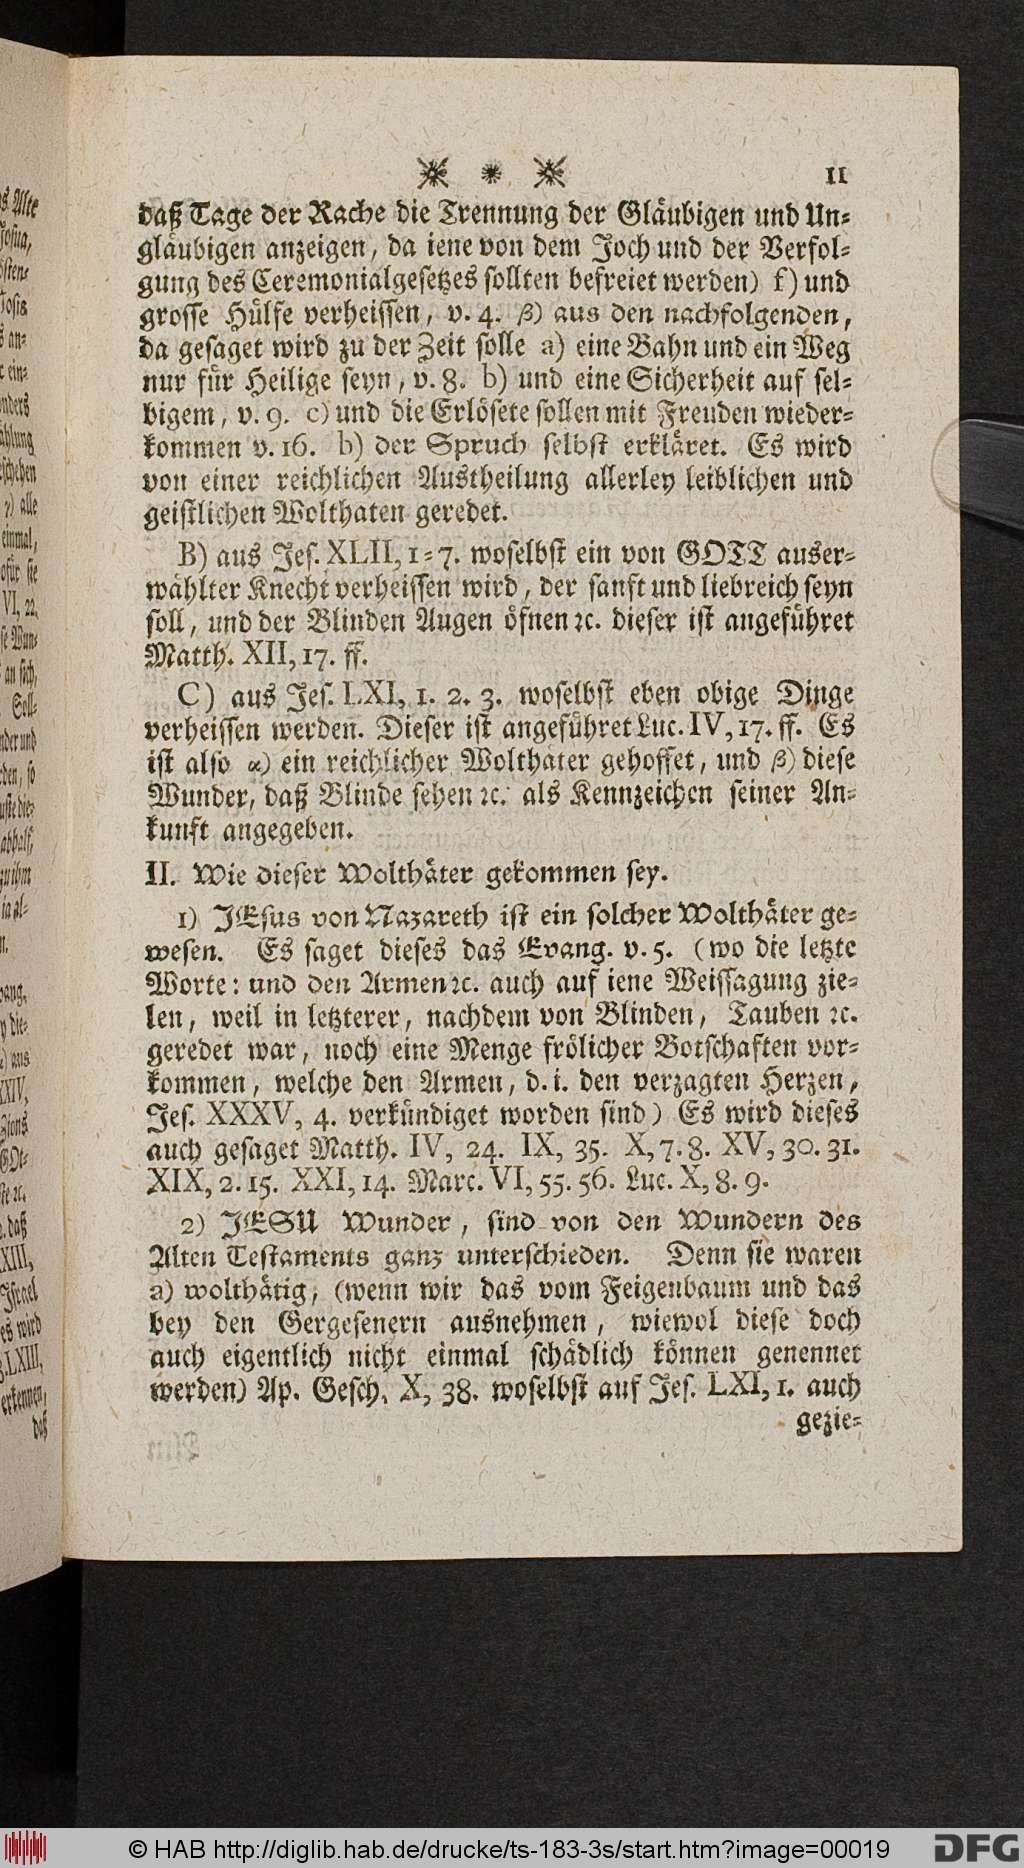 ※ * ※ 11
daß Tage der Rache die Trennung der Gläubigen und Un⸗
gläubigen anzeigen, da iene von dem Joch und der Verfol⸗
gung des Ceremonialgesetzes sollten befreiet werden) f) und
grosse Hülfe verheissen, v. 4. β) aus den nachfolgenden,
da gesaget wird zu der Zeit solle a) eine Bahn und ein Weg
nur für Heilige seyn, v. 8. b) und eine Sicherheit auf sel⸗
bigem, v. 9. c) und die Erlösete sollen mit Freuden wieder⸗
kommen v. 16. b) der Spruch selbst erkläret. Es wird
von einer reichlichen Austheilung allerley leiblichen und
geistlichen Wolthaten geredet.
B) aus Jes. XLII, 1⸗7. woselbst ein von GOTT auser⸗
wählter Knecht verheissen wird, der sanft und liebreich seyn
soll, und der Blinden Augen öfnen ꝛc. dieser ist angeführet
Matth. XII, 17. ff.
C) aus Jes. LXI, 1. 2. 3. woselbst eben obige Dinge
verheissen werden. Dieser ist angeführet Luc. IV, 17. ff. Es
ist also α) ein reichlicher Wolthäter gehoffet, und β) diese
Wunder, daß Blinde sehen ꝛc. als Kennzeichen seiner An⸗
kunft angegeben.
II. Wie dieser Wolthäter gekommen sey.
1) JEsus von Nazareth ist ein solcher Wolthäter ge⸗
wesen. Es saget dieses das Evang. v. 5. (wo die letzte
Worte: und den Armen ꝛc. auch auf iene Weissagung zie⸗
len, weil in letzterer, nachdem von Blinden, Tauben ꝛc.
geredet war, noch eine Menge frölicher Botschaften vor⸗
kommen, welche den Armen, d. i. den verzagten Herzen,
Jes. XXXV, 4. verkündiget worden sind) Es wird dieses
auch gesaget Matth. IV, 24. IX, 35. X, 7. 8. XV, 30. 31.
XIX, 2. 15. XXI, 14. Marc. VI, 55. 56. Luc. X, 8. 9.
2) JESU Wunder, sind von den Wundern des
Alten Testaments ganz unterschieden. Denn sie waren
a) wolthätig, (wenn wir das vom Feigenbaum und das
bey den Gergesenern ausnehmen, wiewol diese doch
auch eigentlich nicht einmal schädlich können genennet
werden) Ap. Gesch. X, 38. woselbst auf Jes. LXI, 1. auch
gezie⸗
© HAB http://diglib.hab.de/drucke/ts-183-3s/start.htm?image=00019
DFG